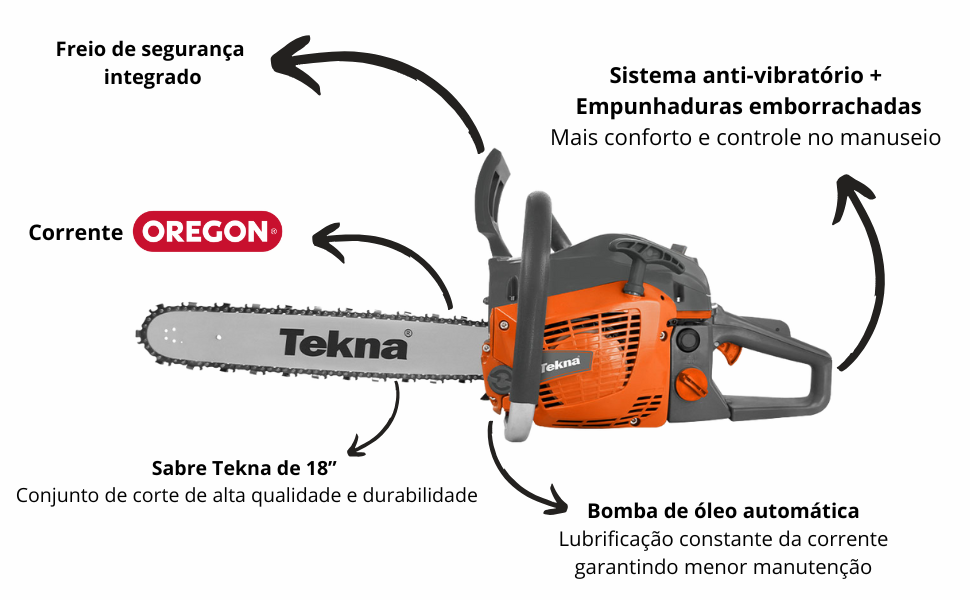 Freio de segurança
integrado
Sistema anti-vibratório +
Empunhaduras emborrachadas
Mais conforto e controle no manuseio
Corrente OREGON®
Tekna®
Tekna
Sabre Tekna de 18”
Conjunto de corte de alta qualidade e durabilidade
Bomba de óleo automática
Lubrificação constante da corrente
garantindo menor manutenção